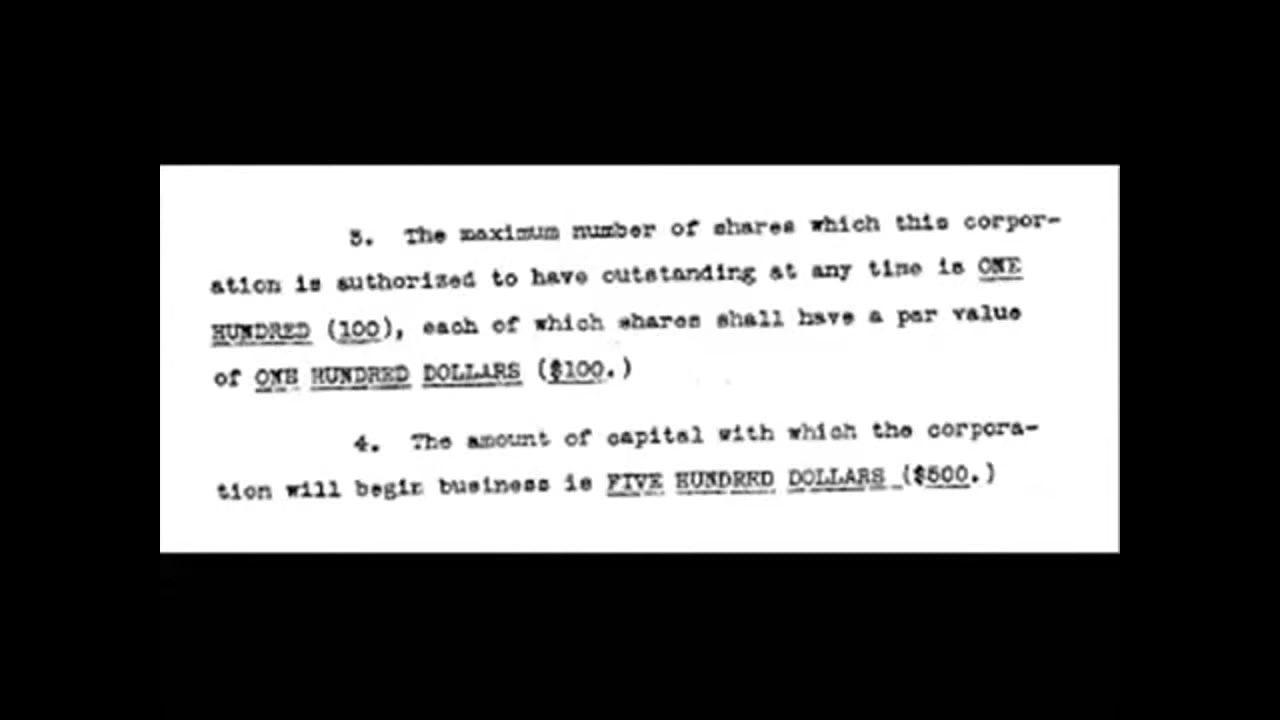 3. The maximum number of shares which this corpor-
ation is authorized to have outstanding at any time is ONE
HUNDRED (100), each of which shares shall have a par value
of ONE HUNDRED DOLLARS ($100.)
4. The amount of capital with which the corpora-
tion will begin business is FIVE HUNDRED DOLLARS ($500.)